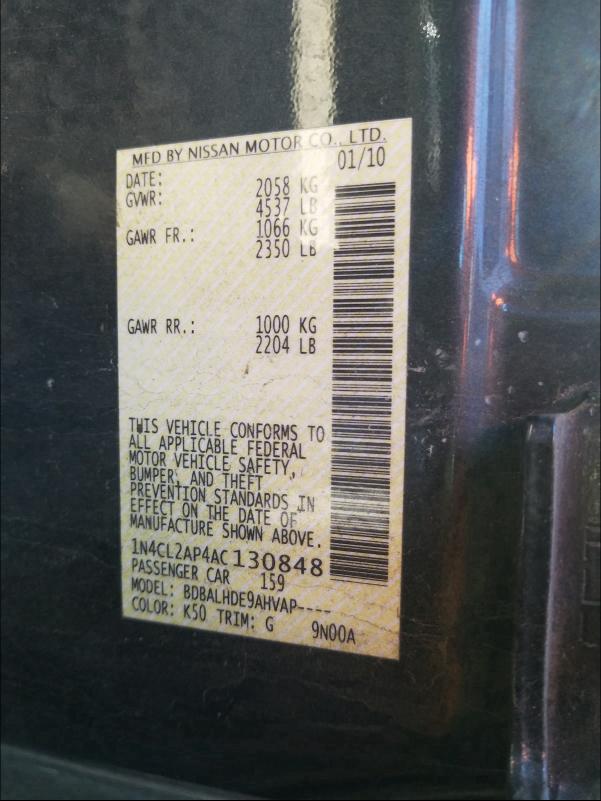 MFD BY NISSAN MOTOR CO., LTD.
DATE: 01/10
GVWR: 2058 KG
4537 LB
GAWR FR.: 1066 KG
2350 LB
GAWR RR.: 1000 KG
2204 LB
THIS VEHICLE CONFORMS TO
ALL APPLICABLE FEDERAL
MOTOR VEHICLE SAFETY,
BUMPER, AND THEFT
PREVENTION STANDARDS IN
EFFECT ON THE DATE OF
MANUFACTURE SHOWN ABOVE.
1N4CL2AP4AC130848
PASSENGER CAR 159
MODEL: BDBALHDE9AHVAP----
COLOR: K50 TRIM: G 9N00A